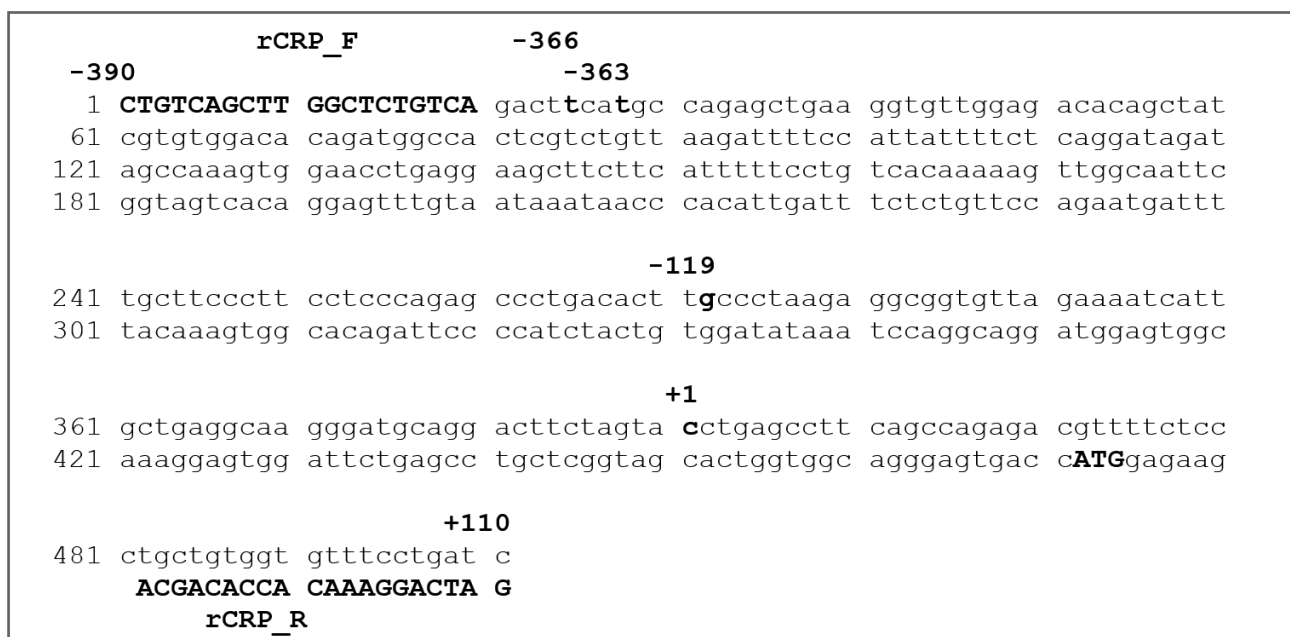 rCRP_F -366
-390 -363
1 CTGTCAGCTT GGCTCTGTCA gacttcatgc cagagctgaa ggtgttggag acacagctat
61 cgtgtggaca cagatggcca ctcgtctgtt aagattttcc attattttct caggatagat
121 agccaaagtg gaacctgagg aagcttcttc atttttcctg tcacaaaaag ttggcaattc
181 ggtagtcaca ggagtttgta ataaataacc cacattgatt tctctgttcc agaatgattt
-119
241 tgcttccctt cctcccagag ccctgacact tgccctaaga ggcggtgtta gaaaatcatt
301 tacaaagtgg cacagattcc ccatctactg tggatataaa tccaggcagg atggagtggc
+1
361 gctgaggcaa gggatgcagg acttctagta cctgagcctt cagccagaga cgttttctcc
421 aaaggagtgg attctgagcc tgctcggtag cactggtggc agggagtgac cATGgagaag
+110
481 ctgctgtggt gtttcctgat c
ACGACACCA CAAAGGACTA G
rCRP_R